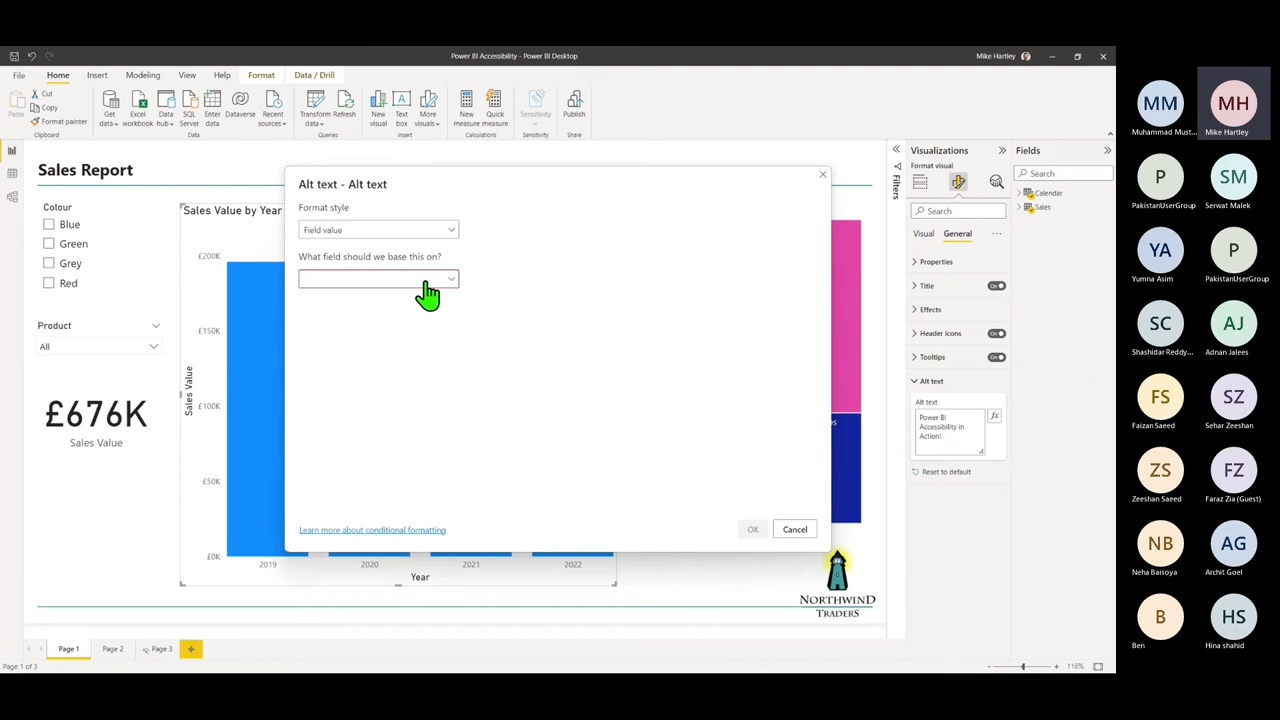 Power BI Accessibility - Power BI Desktop
Mike Hartley
File
Home
Insert
Modeling
View
Help
Format
Data / Drill
Paste
Cut
Copy
Format painter
Clipboard
Get data
Excel workbook
Data hub
SQL Server
Enter data
Dataverse
Recent sources
Data
Transform data
Refresh
Queries
New visual
Text box
More visuals
Insert
New measure
Quick measure
Calculations
Sensitivity
Sensitivity
Publish
Share
Sales Report
Colour
Blue
Green
Grey
Red
Product
All
£676K
Sales Value
Sales Value by Year
£200K
£150K
£100K
£50K
£0K
Sales Value
2019
2020
2021
2022
Year
Alt text - Alt text
Format style
Field value
What field should we base this on?
Learn more about conditional formatting
OK
Cancel
NORTHWIND
TRADERS
Filters
Visualizations
Format visual
Search
Visual
General
Properties
Title
On
Effects
Header icons
On
Tooltips
On
Alt text
Alt text
Power BI
Accessibility in
Action!
fx
Reset to default
Fields
Search
Calendar
Sales
Page 1
Page 2
Page 3
Page 1 of 3
116%
MM
Muhammad Must...
MH
Mike Hartley
P
PakistanUserGroup
SM
Serwat Malek
YA
Yumna Asim
P
PakistanUserGroup
SC
Shashidar Reddy...
AJ
Adnan Jalees
FS
Faizan Saeed
SZ
Sehar Zeeshan
ZS
Zeeshan Saeed
FZ
Faraz Zia (Guest)
NB
Neha Baisoya
AG
Archit Goel
B
Ben
HS
Hina shahid